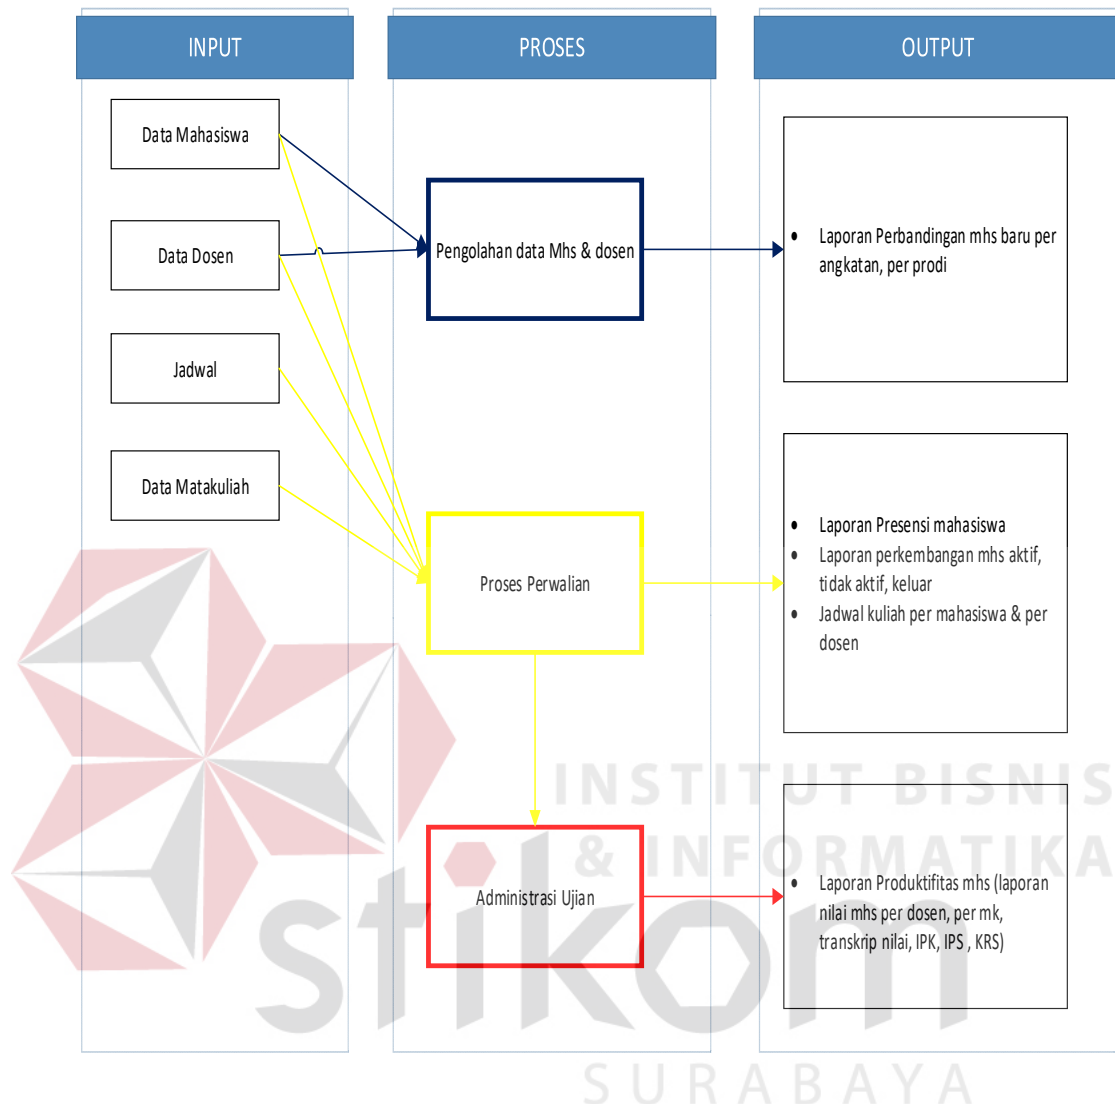 INPUT
PROSES
OUTPUT
Data Mahasiswa
Data Dosen
Jadwal
Data Matakuliah
Pengolahan data Mhs & dosen
Proses Perwalian
Administrasi Ujian
• Laporan Perbandingan mhs baru per
angkatan, per prodi
• Laporan Presensi mahasiswa
• Laporan perkembangan mhs aktif,
tidak aktif, keluar
• Jadwal kuliah per mahasiswa & per
dosen
• Laporan Produktifitas mhs (laporan
nilai mhs per dosen, per mk,
transkrip nilai, IPK, IPS , KRS)
INSTITUT BISNIS
& INFORMATIKA
stikom
SURABAYA